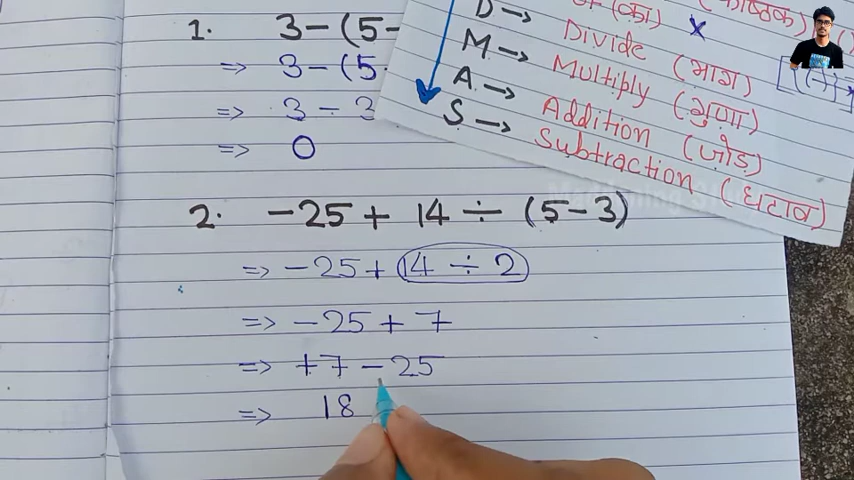 1. 3-(5-
=> 3-(5-
=> 3-3
=> 0
D→
M→ Divide (भाग)
A→ Multiply (गुणा)
S→ Addition (जोड़)
Subtraction (घटाव)
2. -25 + 14 ÷ (5-3)
=> -25+ 14 ÷ 2
=> -25 + 7
=> +7 -25
=> 18